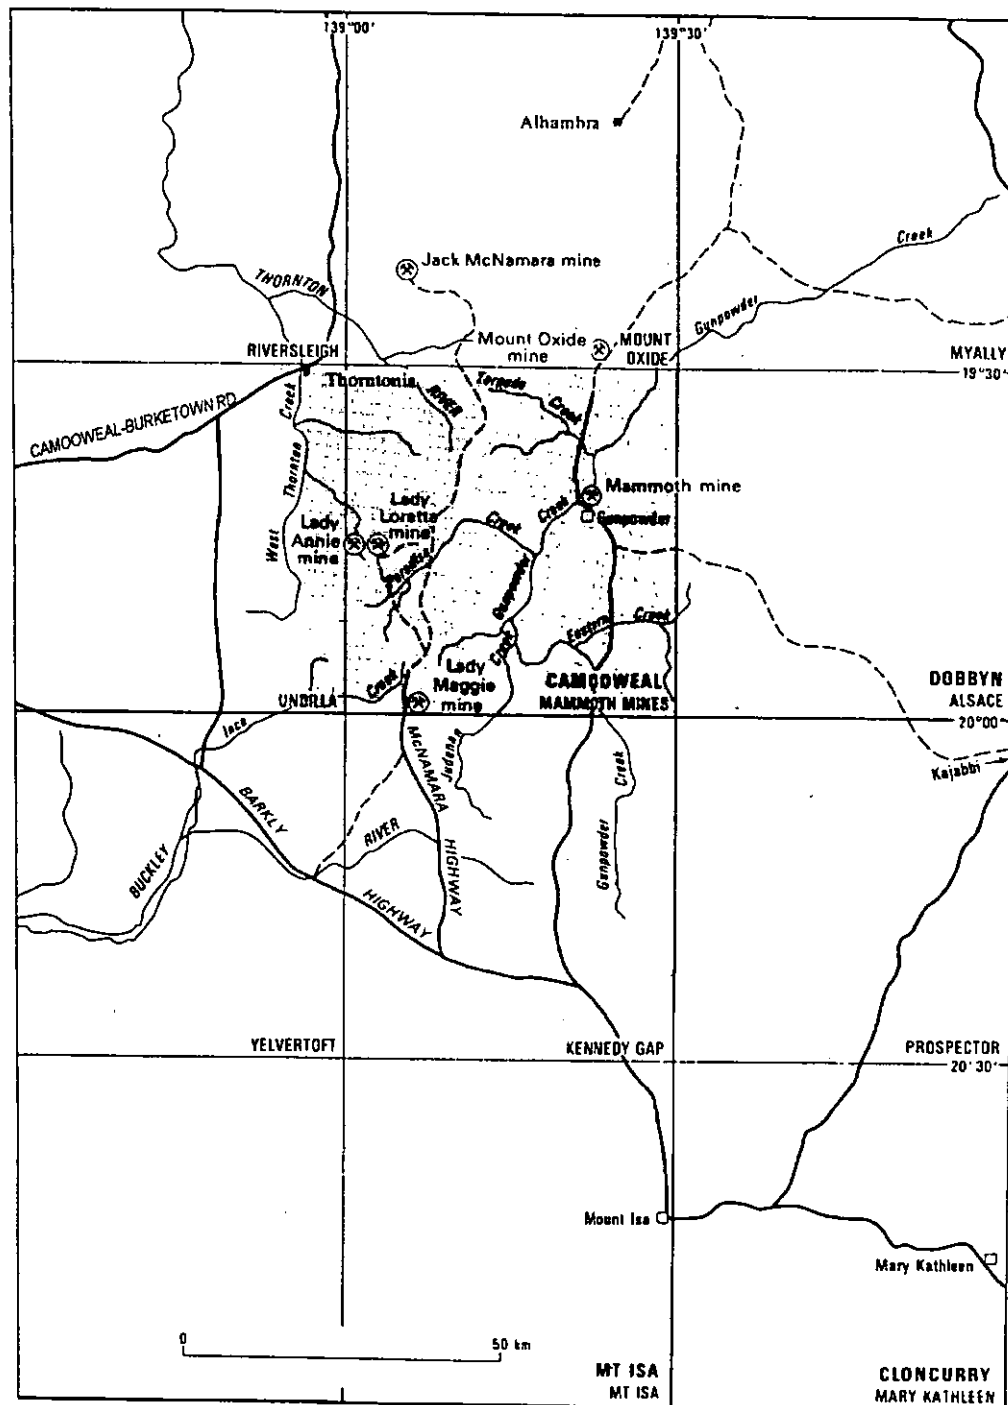 139°00'
139°30'
Alhambra
Creek
Jack McNamara mine
THORNTON
Gunpowder
Mount Oxide
mine
MOUNT
OXIDE
RIVERSLEIGH
MYALLY
19°30'
Thorntonia
RIVER
Torpedo
Creek
Creek
CAMOOWEAL-BURKETOWN RD
Thornton
West
Mammoth mine
Gunpowder
Lady
Loretta
mine
Lady
Annie
mine
Creek
Creek
Paradise
Gunpowder
Eastern
Creek
Creek
Lady
Maggie
mine
Creek
CAMOOWEAL
MAMMOTH MINES
DOBBYN
ALSACE
20°00'
UNDILLA
Inca
Judenan
McNAMARA
HIGHWAY
Kajabbi
Creek
Gunpowder
BARKLY
HIGHWAY
RIVER
BUCKLEY
YELVERTOFT
KENNEDY GAP
PROSPECTOR
20°30'
Mount Isa
Mary Kathleen
0
50 km
MT ISA
MT ISA
CLONCURRY
MARY KATHLEEN